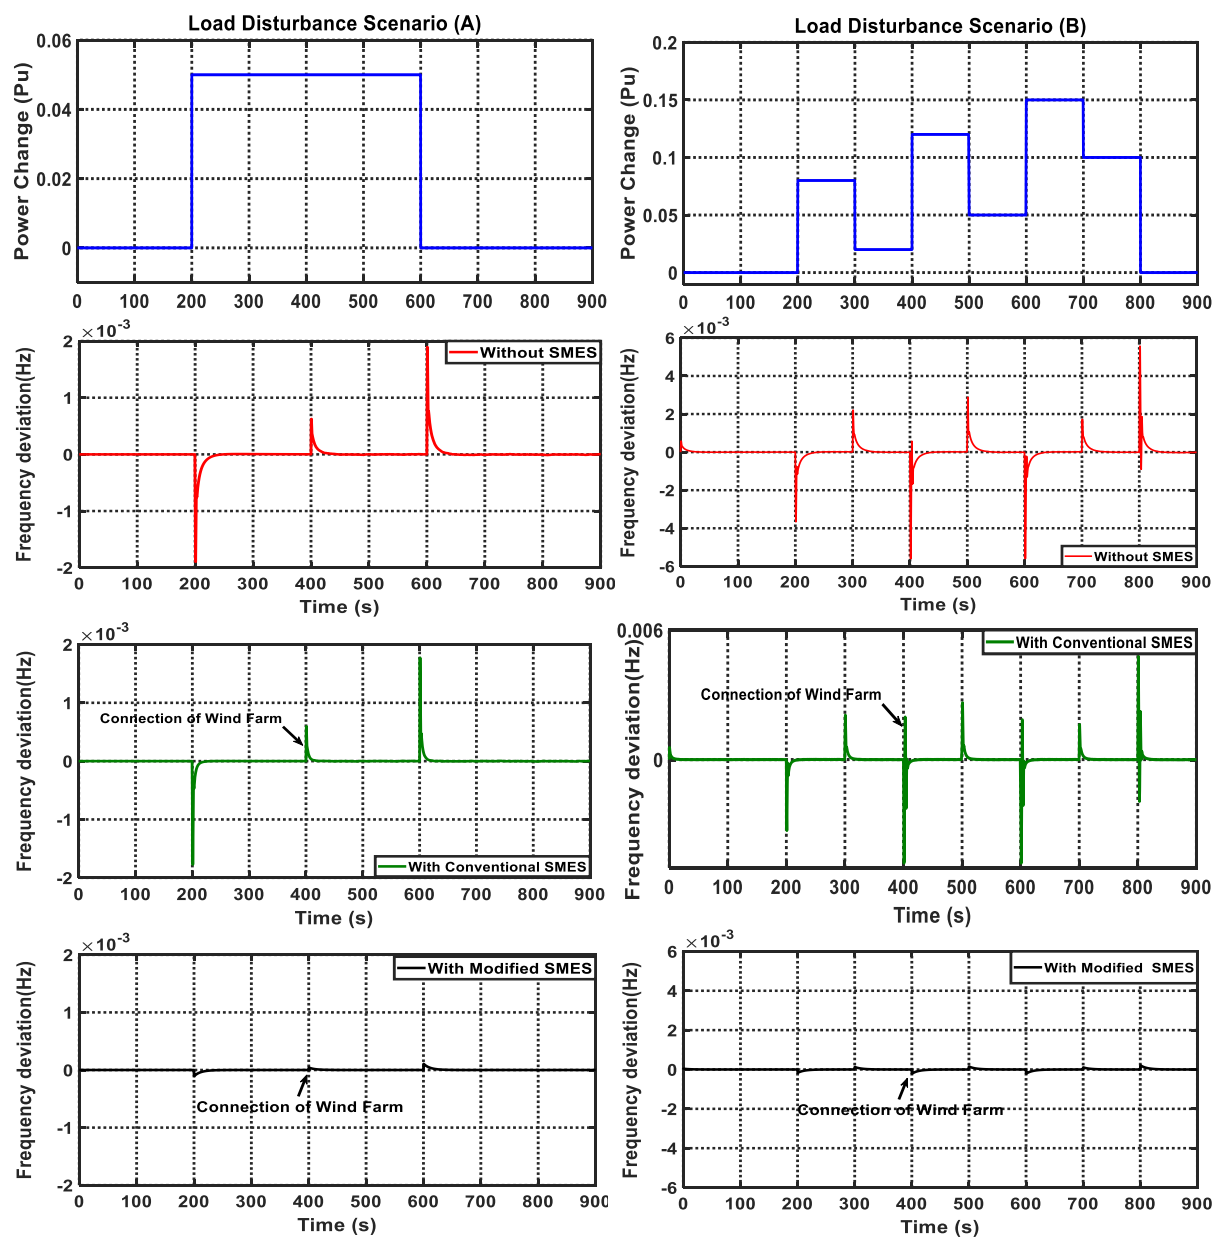 Load Disturbance Scenario (A)
Power Change (Pu)
0.06
0.04
0.02
0
0 100 200 300 400 500 600 700 800 900
Load Disturbance Scenario (B)
Power Change (Pu)
0.2
0.15
0.1
0.05
0
0 100 200 300 400 500 600 700 800 900
×10-3
Frequency deviation(Hz)
2
1
0
-1
-2
Without SMES
0 100 200 300 400 500 600 700 800 900
Time (s)
×10-3
Frequency deviation(Hz)
6
4
2
0
-2
-4
-6
Without SMES
0 100 200 300 400 500 600 700 800 900
Time (s)
×10-3
Frequency deviation(Hz)
2
1
0
-1
-2
Connection of Wind Farm
With Conventional SMES
0 100 200 300 400 500 600 700 800 900
Time (s)
Frequency deviation(Hz)
0.006
0
With Conventional SMES
Connection of Wind Farm
0 100 200 300 400 500 600 700 800 900
Time (s)
×10-3
Frequency deviation(Hz)
2
1
0
-1
-2
With Modified SMES
Connection of Wind Farm
0 100 200 300 400 500 600 700 800 900
Time (s)
×10-3
Frequency deviation(Hz)
6
4
2
0
-2
-4
-6
With Modified SMES
Connection of Wind Farm
0 100 200 300 400 500 600 700 800 900
Time (s)